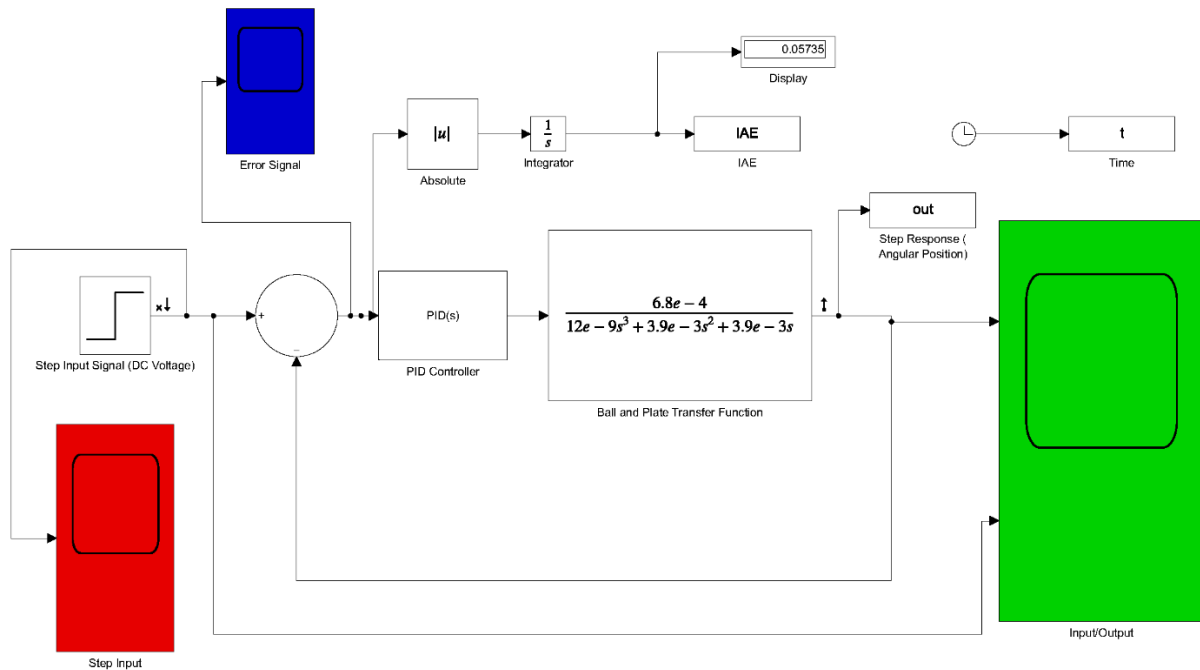 0.05735
Display
|u|
1
s
IAE
t
Error Signal
Absolute
Integrator
IAE
Time
out
Step Response (
Angular Position)
+
PID(s)
6.8e − 4
12e − 9s³ + 3.9e − 3s² + 3.9e − 3s
−
Step Input Signal (DC Voltage)
PID Controller
Ball and Plate Transfer Function
Input/Output
Step Input